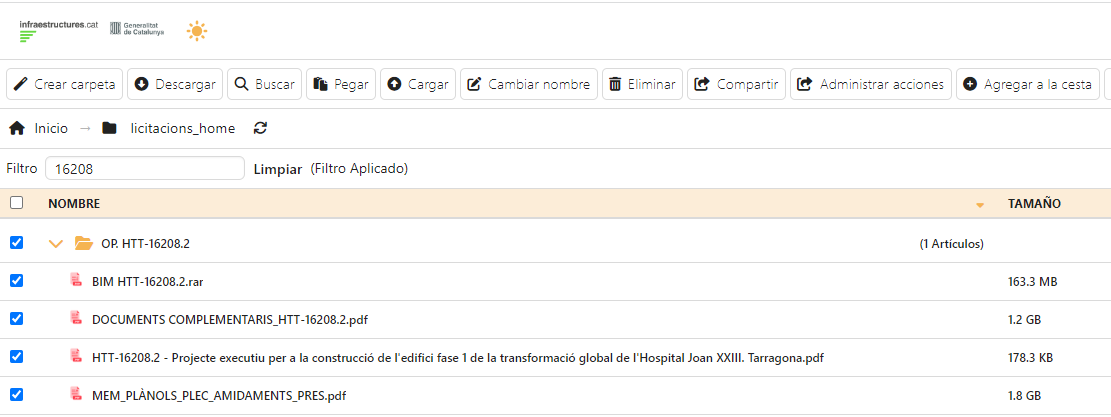 infraestructures.cat Generalitat de Catalunya
Crear carpeta Descargar Buscar Pegar Cargar Cambiar nombre Eliminar Compartir Administrar acciones Agregar a la cesta
Inicio → licitacions_home
Filtro 16208 Limpiar (Filtro Aplicado)
NOMBRE TAMAÑO
OP. HTT-16208.2 (1 Artículos)
BIM HTT-16208.2.rar 163.3 MB
DOCUMENTS COMPLEMENTARIS_HTT-16208.2.pdf 1.2 GB
HTT-16208.2 - Projecte executiu per a la construcció de l'edifici fase 1 de la transformació global de l'Hospital Joan XXIII. Tarragona.pdf 178.3 KB
MEM_PLÀNOLS_PLEC_AMIDAMENTS_PRES.pdf 1.8 GB